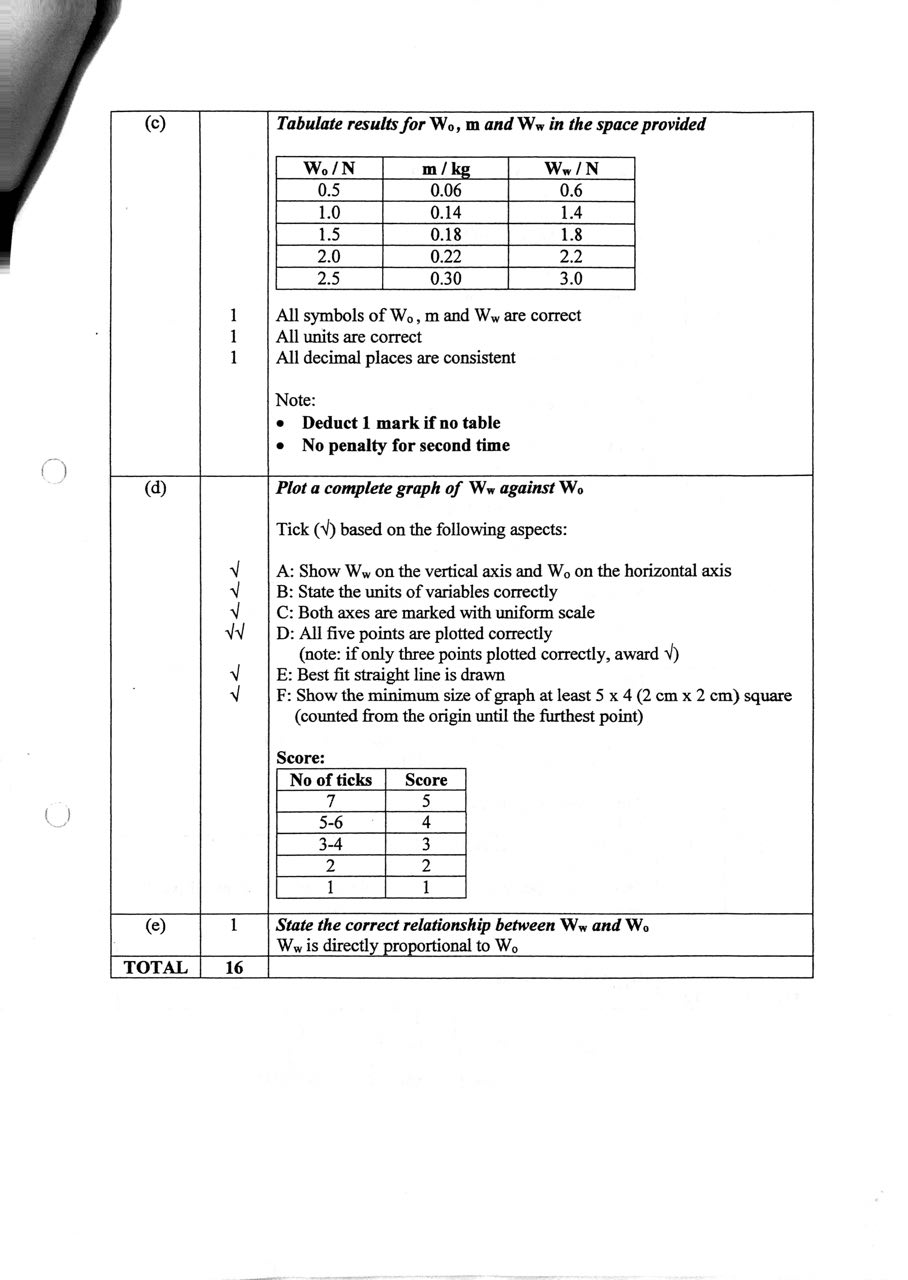 (c) Tabulate results for Wo, m and Ww in the space provided
Wo / N m / kg Ww / N
0.5 0.06 0.6
1.0 0.14 1.4
1.5 0.18 1.8
2.0 0.22 2.2
2.5 0.30 3.0
1 All symbols of Wo, m and Ww are correct
1 All units are correct
1 All decimal places are consistent
Note:
• Deduct 1 mark if no table
• No penalty for second time
(d) Plot a complete graph of Ww against Wo
Tick (√) based on the following aspects:
√ A: Show Ww on the vertical axis and Wo on the horizontal axis
√ B: State the units of variables correctly
√ C: Both axes are marked with uniform scale
√√ D: All five points are plotted correctly
(note: if only three points plotted correctly, award √)
√ E: Best fit straight line is drawn
√ F: Show the minimum size of graph at least 5 x 4 (2 cm x 2 cm) square
(counted from the origin until the furthest point)
Score:
No of ticks Score
7 5
5-6 4
3-4 3
2 2
1 1
(e) 1 State the correct relationship between Ww and Wo
Ww is directly proportional to Wo
TOTAL 16